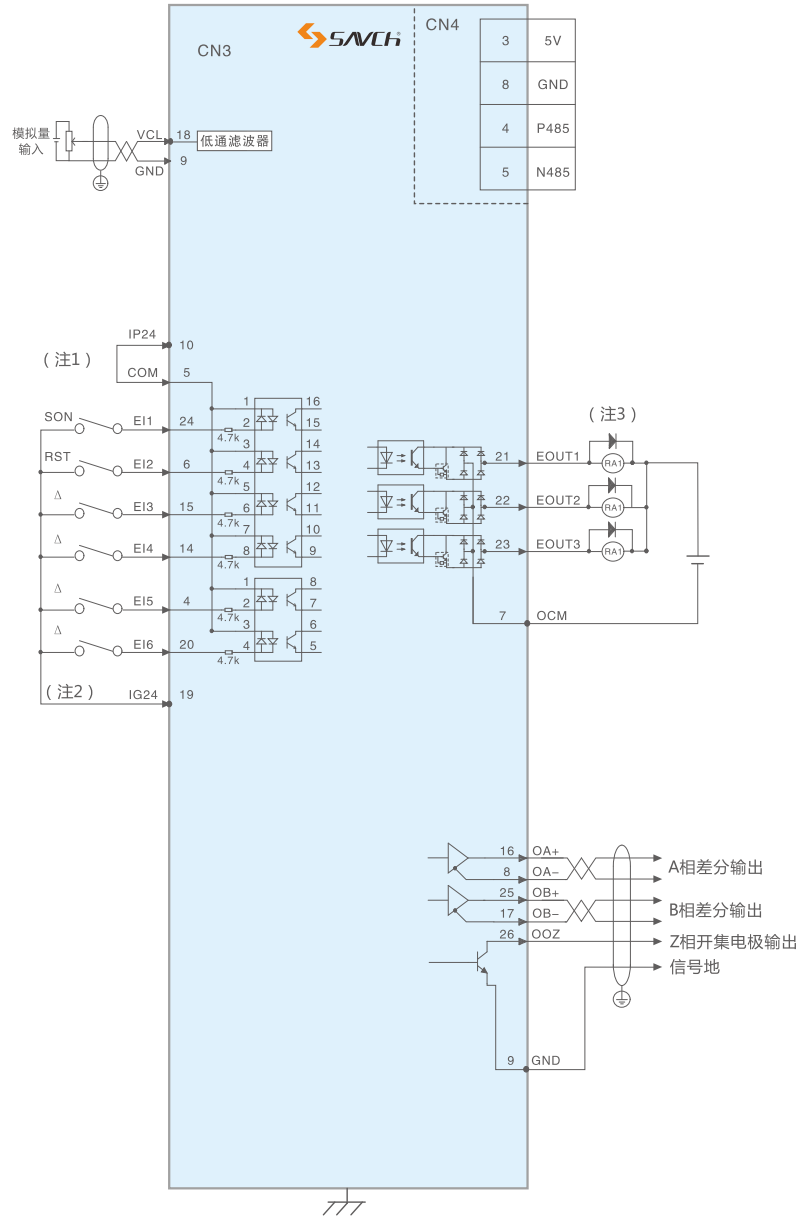 CN3
SAVCH®
CN4
3 5V
8 GND
4 P485
5 N485
模拟量
输入
VCL 18 低通滤波器
GND 9
IP24 10
(注1)
COM 5
SON EI1 24 4.7k 1 2 16 15
RST EI2 6 4.7k 3 4 14 13
Δ EI3 15 4.7k 5 6 12 11
Δ EI4 14 4.7k 7 8 10 9
Δ EI5 4 4.7k 1 2 8 7
Δ EI6 20 4.7k 3 4 6 5
(注2) IG24 19
(注3)
21 EOUT1 RA1
22 EOUT2 RA1
23 EOUT3 RA1
7 OCM
16 OA+
8 OA-
A相差分输出
25 OB+
17 OB-
B相差分输出
26 OOZ Z相开集电极输出
信号地
9 GND